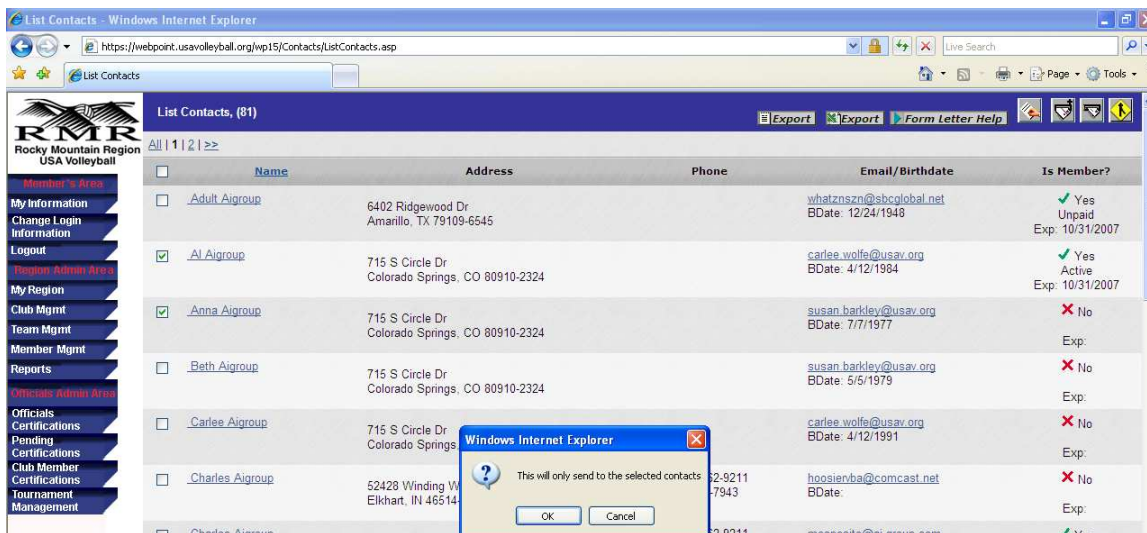 List Contacts - Windows Internet Explorer
https://webpoint.usavolleyball.org/wp15/Contacts/ListContacts.asp
Live Search
List Contacts
Page
Tools
RMR
Rocky Mountain Region
USA Volleyball
Member's Area
My Information
Change Login
Information
Logout
Region Admin Area
My Region
Club Mgmt
Team Mgmt
Member Mgmt
Reports
Officials Admin Area
Officials
Certifications
Pending
Certifications
Club Member
Certifications
Tournament
Management
List Contacts, (81)
Export
Export
Form Letter Help
All | 1 | 2 | >>
Name Address Phone Email/Birthdate Is Member?
Adult Aigroup
6402 Ridgewood Dr
Amarillo, TX 79109-6545
whatznszn@sbcglobal.net
BDate: 12/24/1948
Yes
Unpaid
Exp: 10/31/2007
Al Aigroup
715 S Circle Dr
Colorado Springs, CO 80910-2324
carlee.wolfe@usav.org
BDate: 4/12/1984
Yes
Active
Exp: 10/31/2007
Anna Aigroup
715 S Circle Dr
Colorado Springs, CO 80910-2324
susan.barkley@usav.org
BDate: 7/7/1977
No
Exp:
Beth Aigroup
715 S Circle Dr
Colorado Springs, CO 80910-2324
susan.barkley@usav.org
BDate: 5/5/1979
No
Exp:
Carlee Aigroup
715 S Circle Dr
Colorado Springs,
carlee.wolfe@usav.org
BDate: 4/12/1991
No
Exp:
Charles Aigroup
52428 Winding W
Elkhart, IN 46514-
2-9211
-7943
hoosiervba@comcast.net
BDate:
No
Exp:
Windows Internet Explorer
This will only send to the selected contacts
OK
Cancel